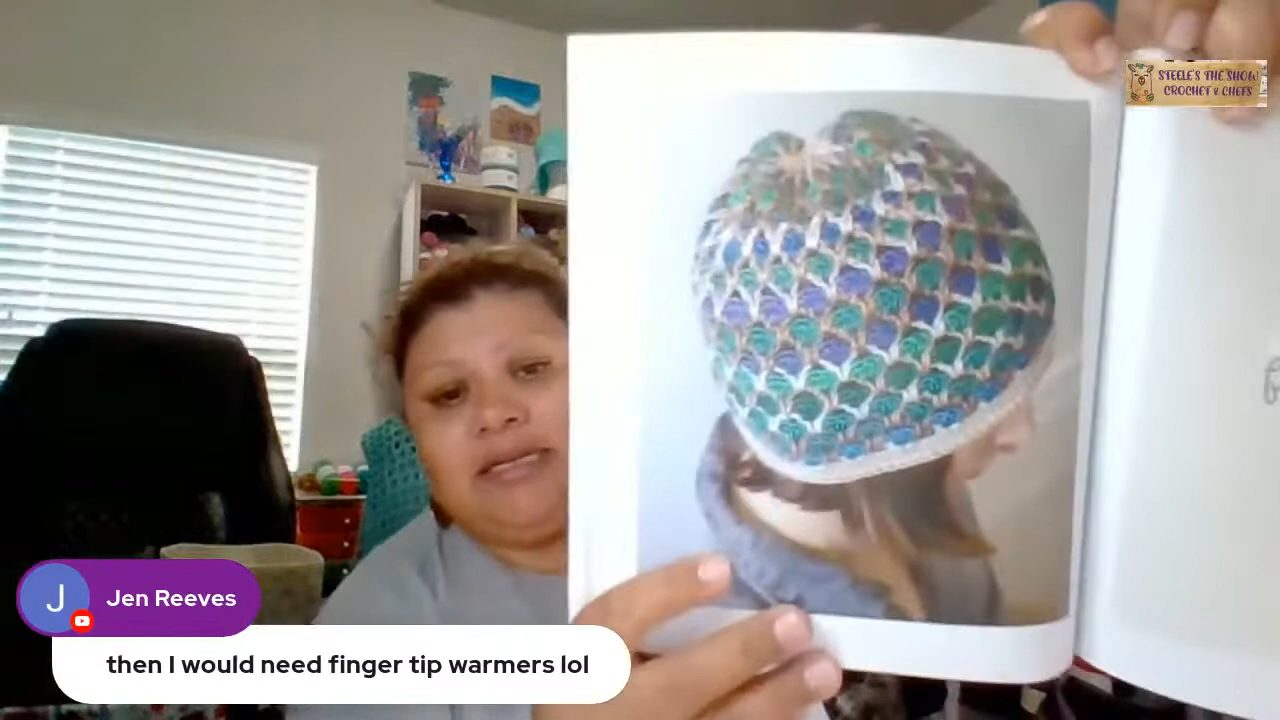 STEELE'S THE SHOW
CROCHET & CHEFS
J
Jen Reeves
then I would need finger tip warmers lol